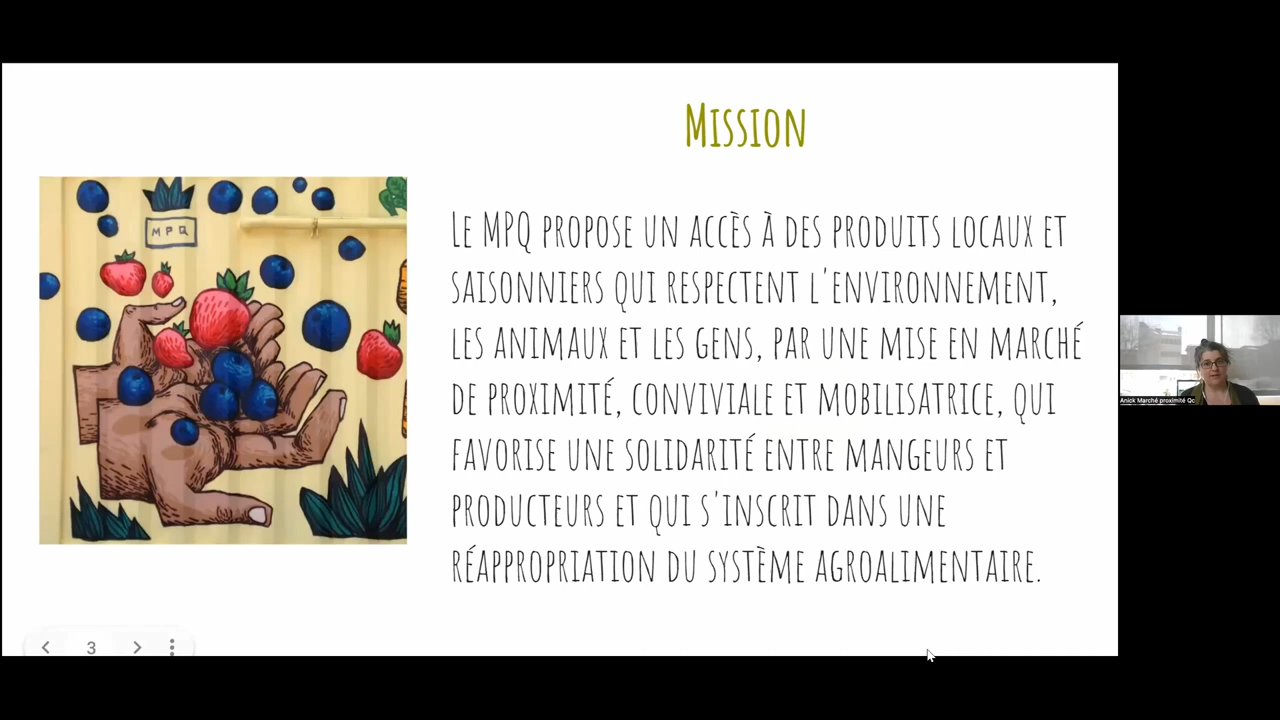 Mission
MPQ
Le MPQ propose un accès à des produits locaux et
saisonniers qui respectent l'environnement,
les animaux et les gens, par une mise en marché
de proximité, conviviale et mobilisatrice, qui
favorise une solidarité entre mangeurs et
producteurs et qui s'inscrit dans une
réappropriation du système agroalimentaire.
3
Anick Marché proximité Qc